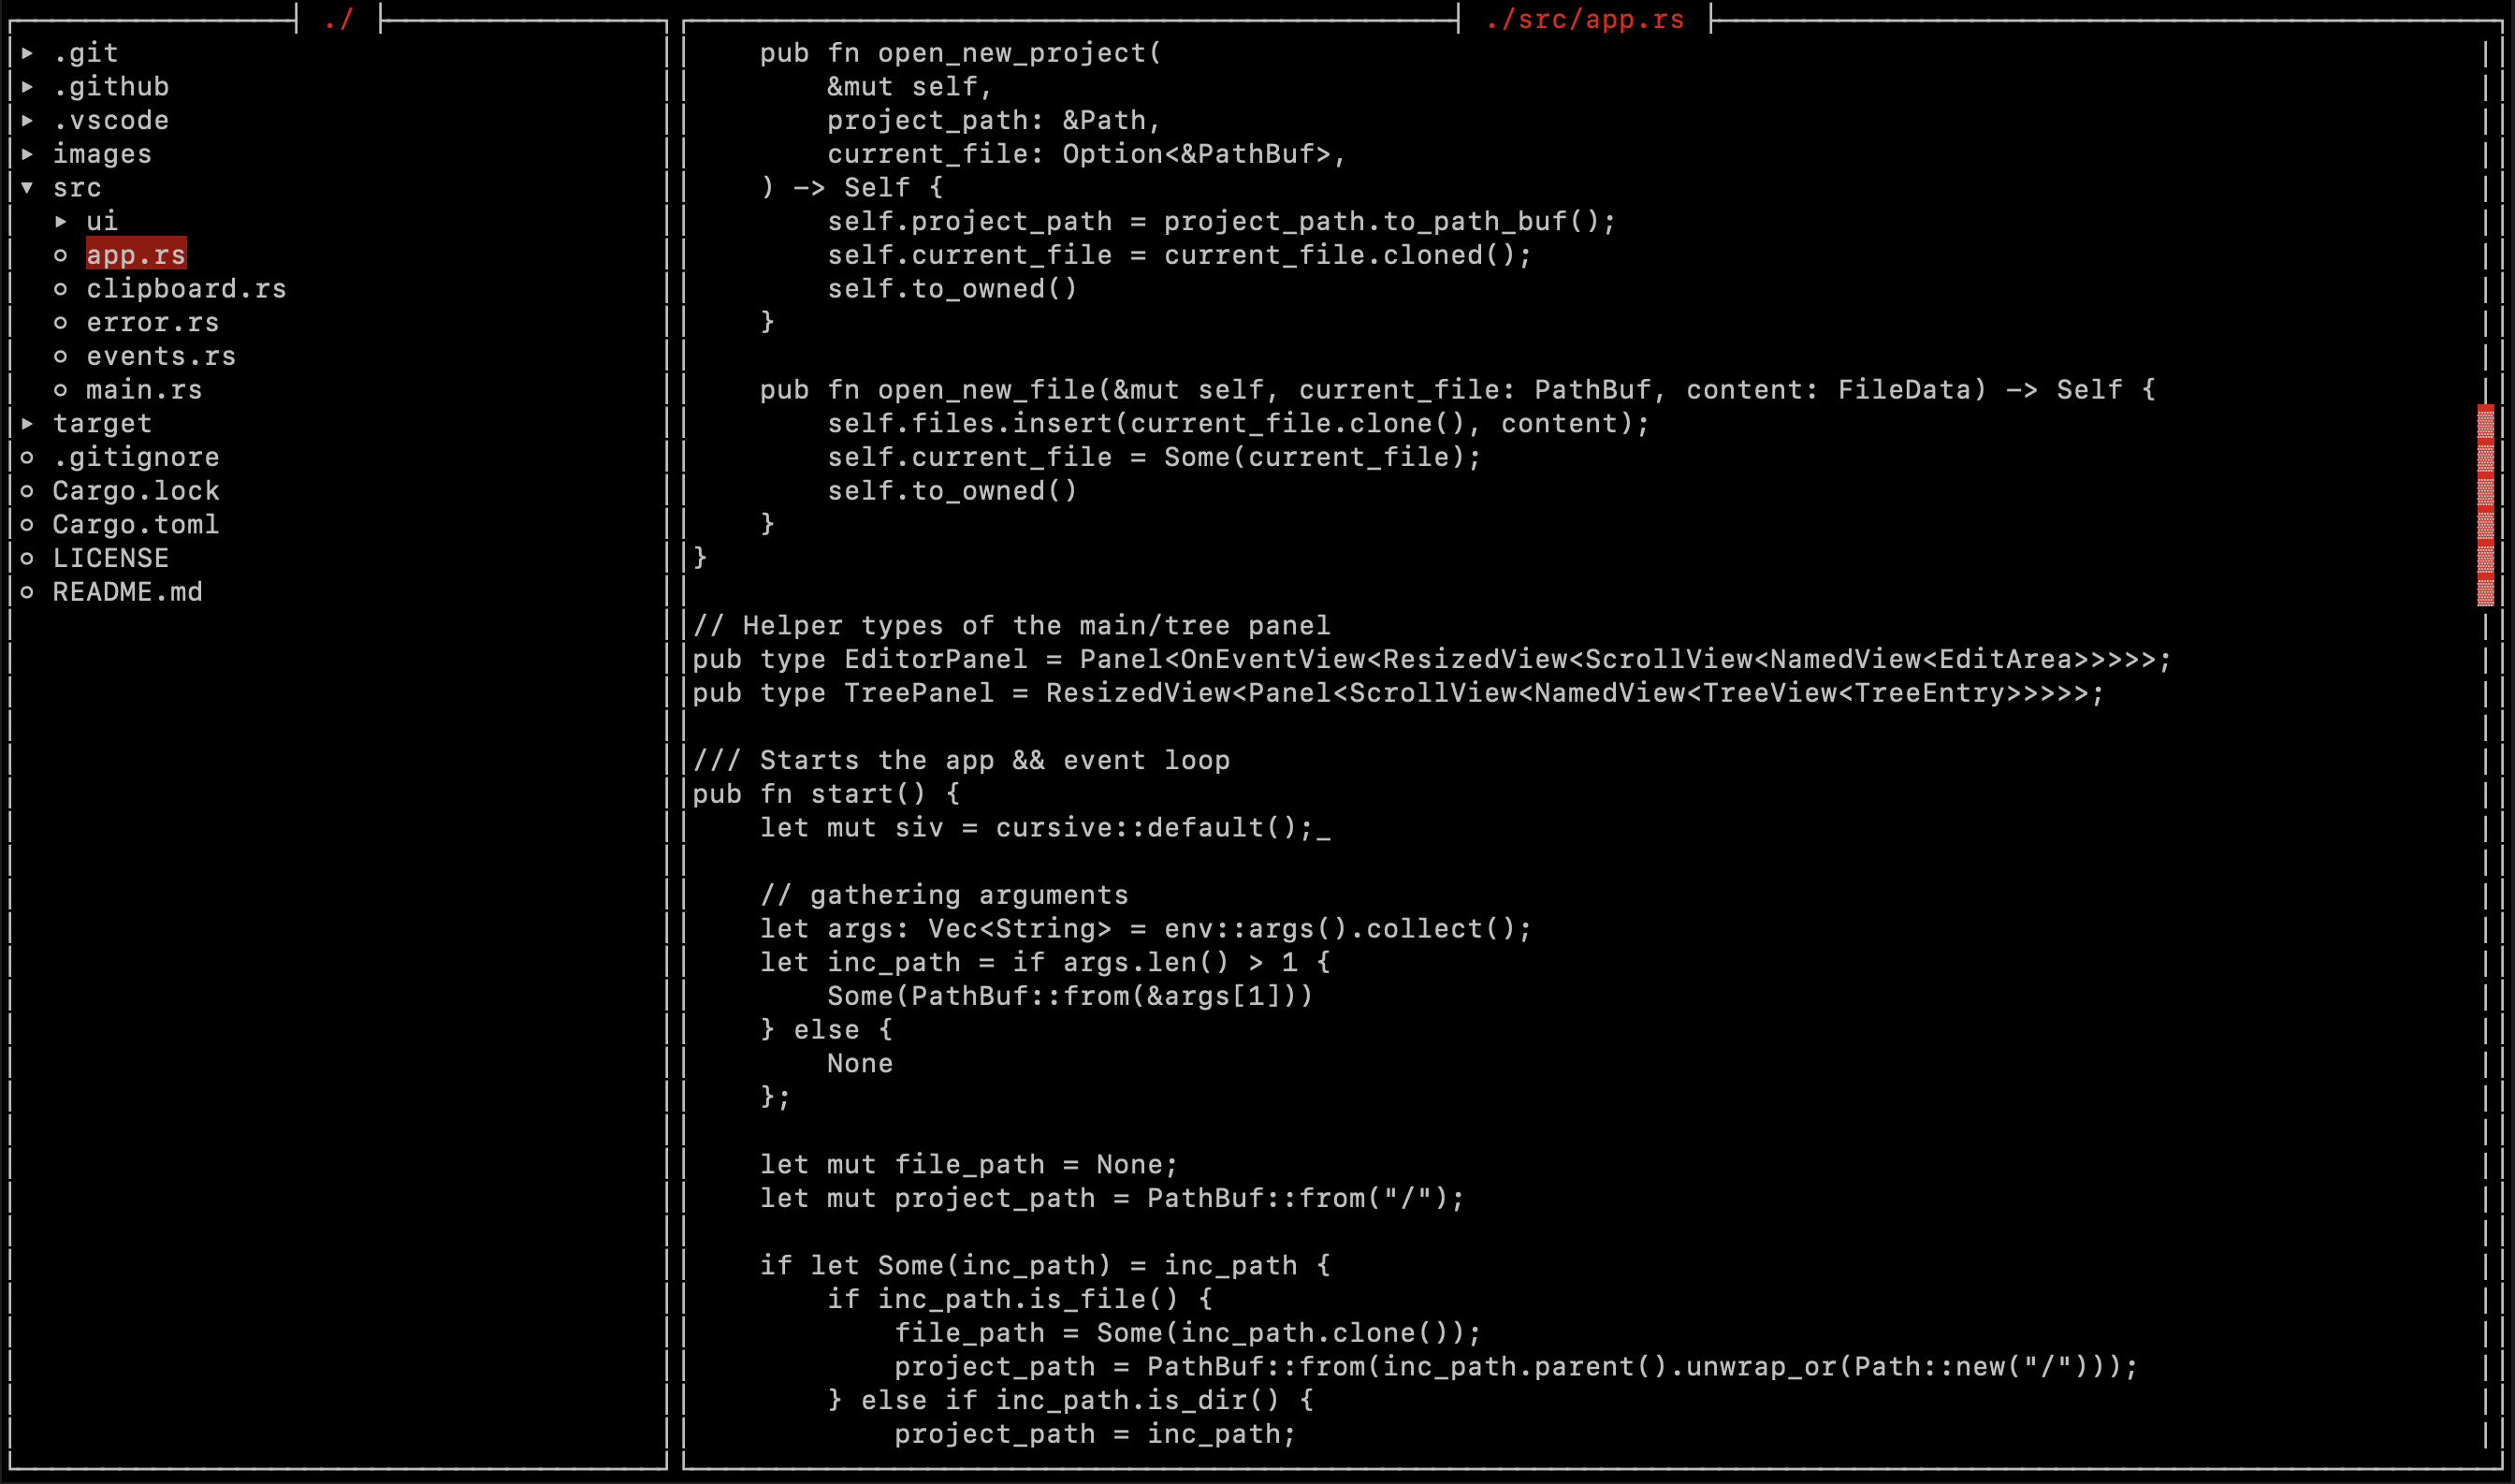 ./
▸ .git
▸ .github
▸ .vscode
▸ images
▾ src
  ▸ ui
  ◦ app.rs
  ◦ clipboard.rs
  ◦ error.rs
  ◦ events.rs
  ◦ main.rs
▸ target
◦ .gitignore
◦ Cargo.lock
◦ Cargo.toml
◦ LICENSE
◦ README.md
./src/app.rs
    pub fn open_new_project(
        &mut self,
        project_path: &Path,
        current_file: Option<&PathBuf>,
    ) -> Self {
        self.project_path = project_path.to_path_buf();
        self.current_file = current_file.cloned();
        self.to_owned()
    }

    pub fn open_new_file(&mut self, current_file: PathBuf, content: FileData) -> Self {
        self.files.insert(current_file.clone(), content);
        self.current_file = Some(current_file);
        self.to_owned()
    }
}

// Helper types of the main/tree panel
pub type EditorPanel = Panel<OnEventView<ResizedView<ScrollView<NamedView<EditArea>>>>>;
pub type TreePanel = ResizedView<Panel<ScrollView<NamedView<TreeView<TreeEntry>>>>>;

/// Starts the app && event loop
pub fn start() {
    let mut siv = cursive::default();_

    // gathering arguments
    let args: Vec<String> = env::args().collect();
    let inc_path = if args.len() > 1 {
        Some(PathBuf::from(&args[1]))
    } else {
        None
    };

    let mut file_path = None;
    let mut project_path = PathBuf::from("/");

    if let Some(inc_path) = inc_path {
        if inc_path.is_file() {
            file_path = Some(inc_path.clone());
            project_path = PathBuf::from(inc_path.parent().unwrap_or(Path::new("/")));
        } else if inc_path.is_dir() {
            project_path = inc_path;